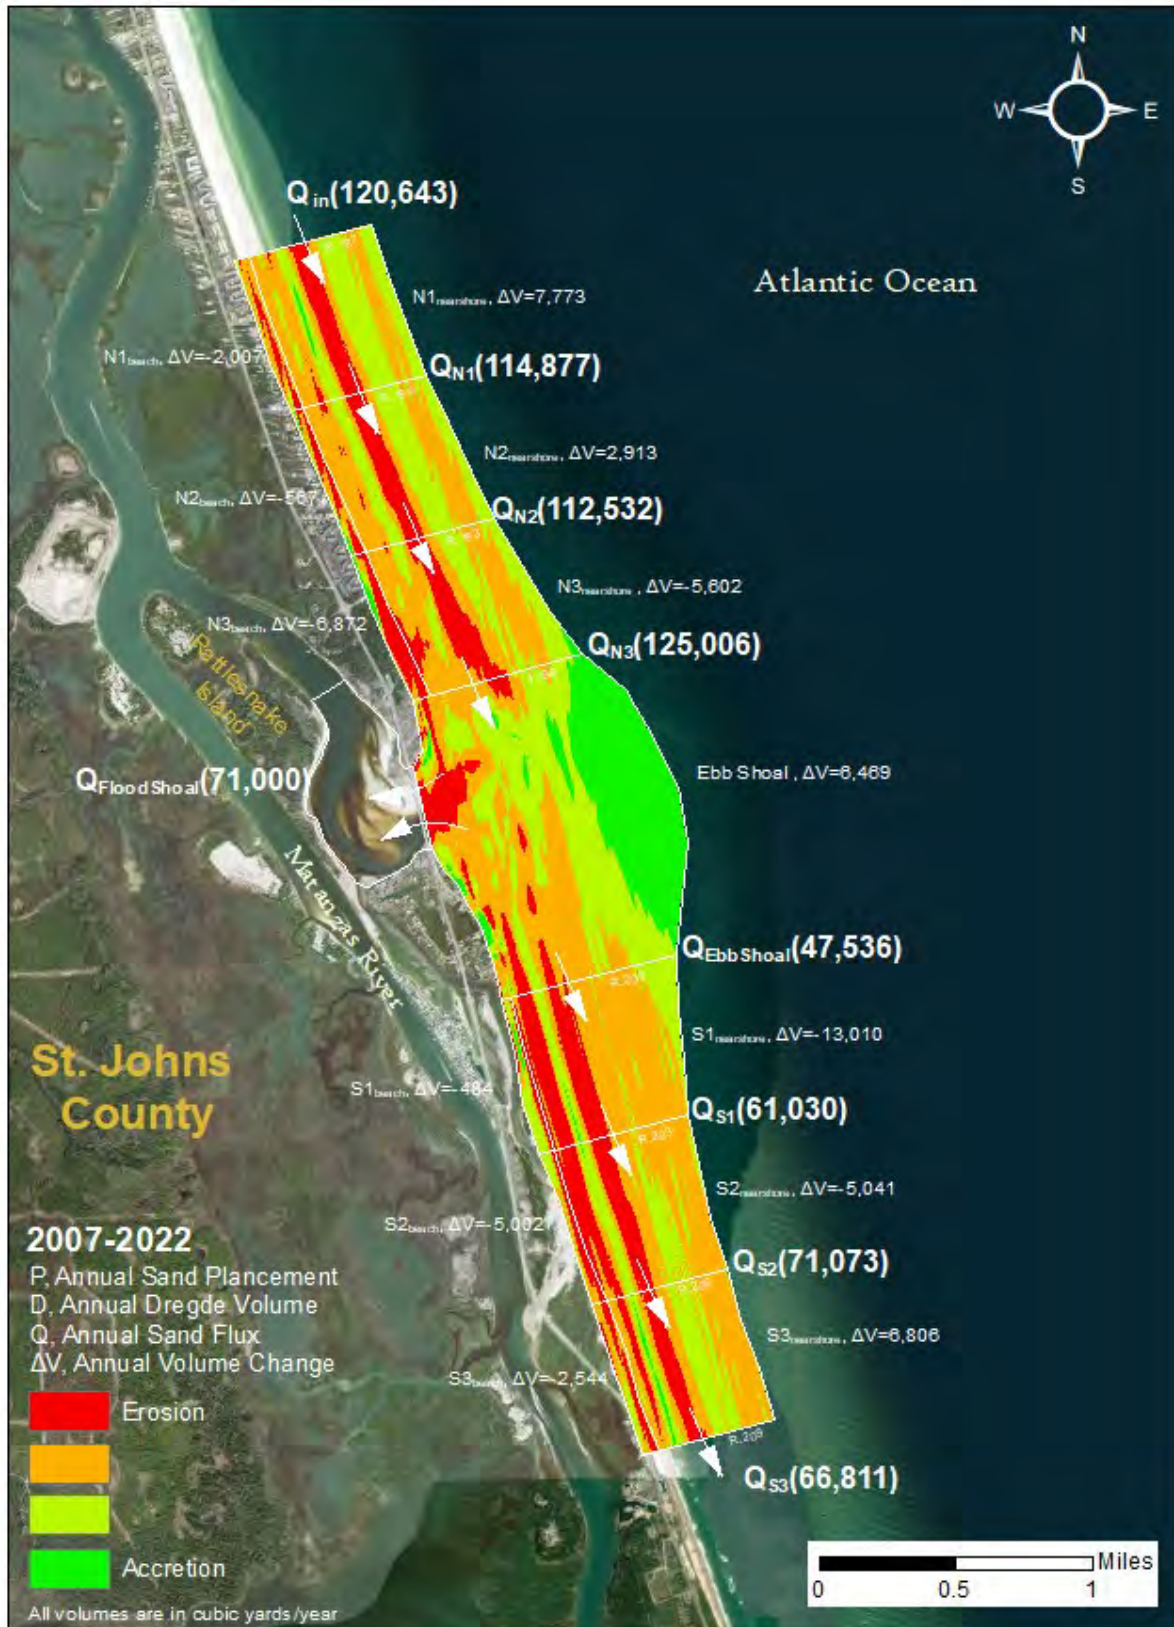 N
W E
S
Qin(120,643)
Atlantic Ocean
N1nearshore, ΔV=7,773
N1beach, ΔV=-2,007
QN1(114,877)
N2nearshore, ΔV=2,913
N2beach, ΔV=-567
QN2(112,532)
N3nearshore, ΔV=-5,602
N3beach, ΔV=-6,872
QN3(125,006)
Rattlesnake
Island
QFlood Shoal(71,000)
Ebb Shoal, ΔV=6,469
Matanzas River
QEbb Shoal(47,536)
S1nearshore, ΔV=-13,010
St. Johns
County
S1beach, ΔV=-484
QS1(61,030)
S2nearshore, ΔV=-5,041
S2beach, ΔV=-5,002
QS2(71,073)
S3nearshore, ΔV=6,806
S3beach, ΔV=-2,544
R.209
QS3(66,811)
2007-2022
P, Annual Sand Plancement
D, Annual Dregde Volume
Q, Annual Sand Flux
ΔV, Annual Volume Change
Erosion
Accretion
All volumes are in cubic yards/year
Miles
0 0.5 1